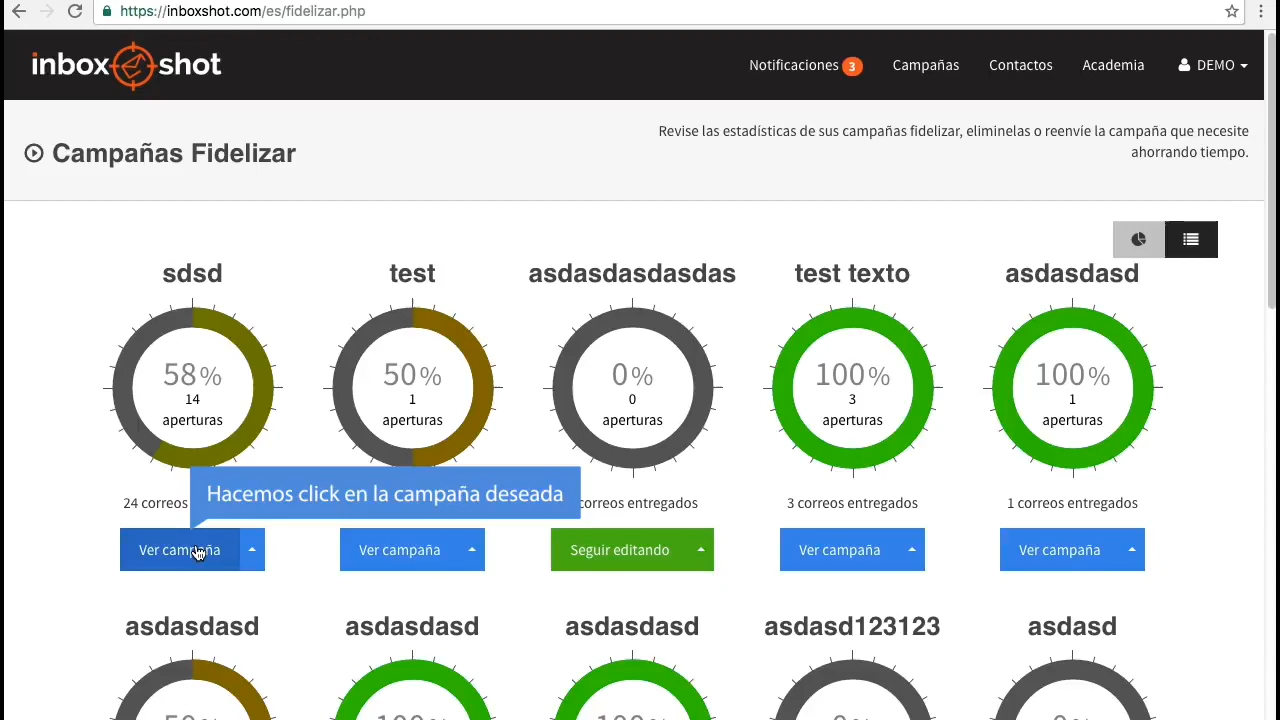 https://inboxshot.com/es/fidelizar.php
inbox shot
Notificaciones 3 Campañas Contactos Academia DEMO
Revise las estadísticas de sus campañas fidelizar, eliminelas o reenvíe la campaña que necesite
ahorrando tiempo.
Campañas Fidelizar
sdsd test asdasdasdasdas test texto asdasdasd
58% 50% 0% 100% 100%
14 1 0 3 1
aperturas aperturas aperturas aperturas aperturas
Hacemos click en la campaña deseada
24 correos correos entregados 3 correos entregados 1 correos entregados
Ver campaña Ver campaña Seguir editando Ver campaña Ver campaña
asdasdasd asdasdasd asdasdasd asdasd123123 asdasd